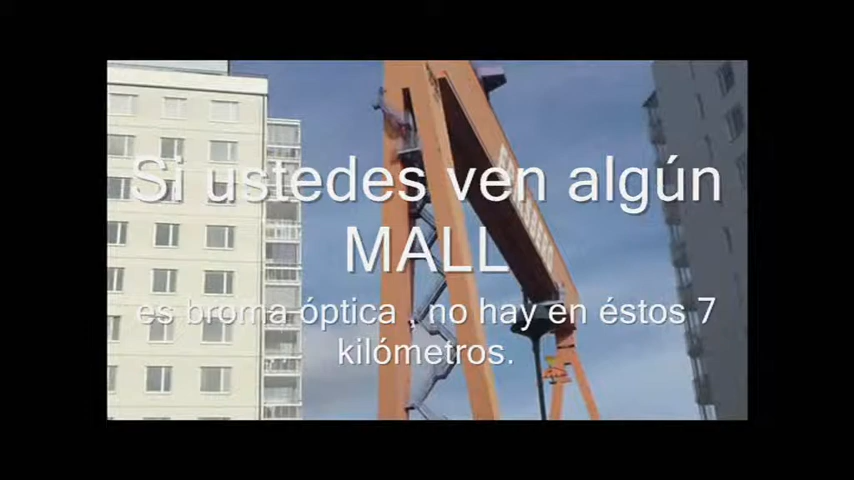 Si ustedes ven algún
MALL
es broma óptica , no hay en éstos 7
kilómetros.